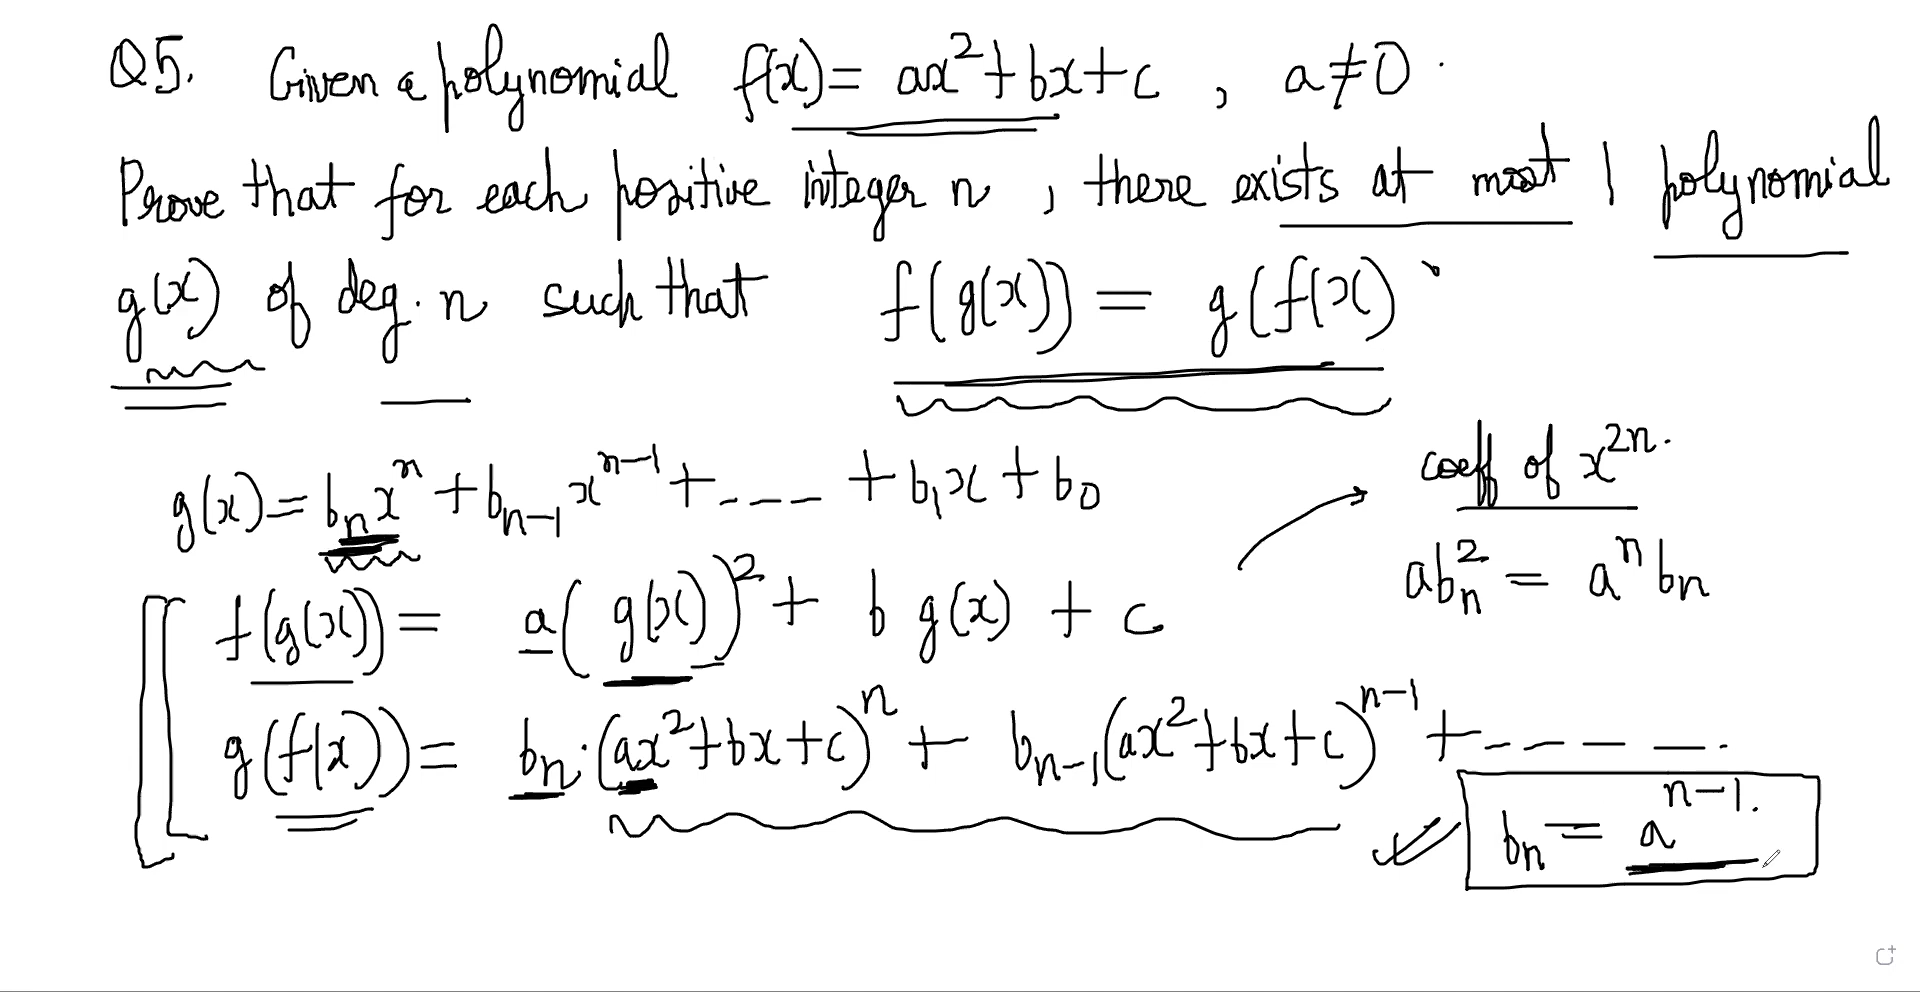 Q5. Given a polynomial f(x) = ax² + bx + c , a ≠ 0 .
Prove that for each positive integer n , there exists at most 1 polynomial
g(x) of deg. n such that f(g(x)) = g(f(x)
g(x) = bₙxⁿ + bₙ₋₁xⁿ⁻¹ + ---- + b₁x + b₀
coeff of x²ⁿ.
abₙ² = aⁿbₙ
f(g(x)) = a(g(x))² + b g(x) + c
g(f(x)) = bₙ.(ax² + bx + c)ⁿ + bₙ₋₁(ax² + bx + c)ⁿ⁻¹ + -----.
bₙ = aⁿ⁻¹.